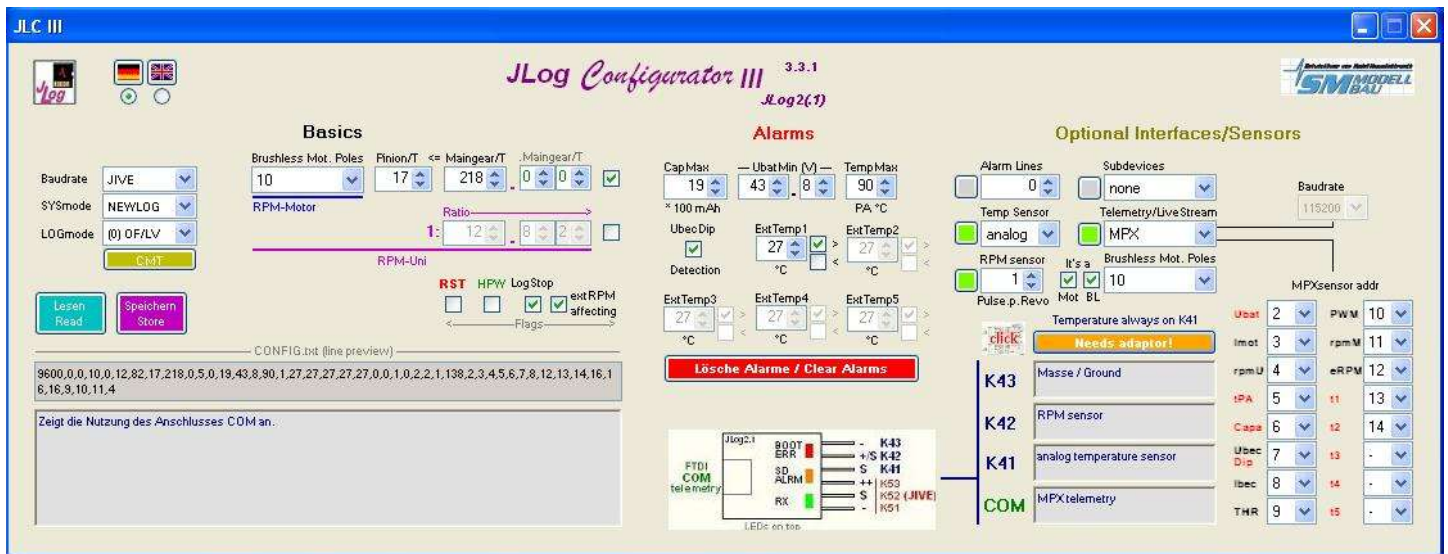 JLC III
JLog
JLog Configurator III 3.3.1
JLog2(.1)
SM MODELL BAU
Basics
Baudrate JIVE
SYSmode NEWLOG
LOGmode (0) OF/LV
CMT
Brushless Mot. Poles Pinion/T <= Maingear/T .Maingear/T
10 17 218 . 0 0
RPM-Motor
Ratio >
1: 12 . 8 2
RPM-Uni
Lesen
Read
Speichern
Store
RST HPW LogStop
extRPM
affecting
<----Flags---->
CONFIG.txt (line preview)
9600,0,0,10,0,12,82,17,218,0,5,0,19,43,8,90,1,27,27,27,27,27,0,0,1,0,2,2,1,138,2,3,4,5,6,7,8,12,13,14,16,1
6,16,9,10,11,4
Zeigt die Nutzung des Anschlusses COM an.
Alarms
CapMax — UbatMin (V) — TempMax
19 43 . 8 90
* 100 mAh PA °C
UbecDip ExtTemp1 ExtTemp2
27 > 27 >
< <
Detection °C °C
ExtTemp3 ExtTemp4 ExtTemp5
27 > 27 > 27 >
< < <
°C °C °C
Lösche Alarme / Clear Alarms
JLog2.1
FTDI
COM
telemetry
BOOT
ERR
SD
ALRM
RX
- K43
+/S K42
S K41
++ K53
S K52 (JIVE)
- K51
LEDs on top
Optional Interfaces/Sensors
Alarm Lines Subdevices
0 none
Baudrate
115200
Temp Sensor Telemetry/LiveStream
analog MPX
RPM sensor It's a Brushless Mot. Poles
1 10
Pulse.p.Revo Mot BL
Temperature always on K41
click Needs adaptor!
K43 Masse / Ground
K42 RPM sensor
K41 analog temperature sensor
COM MPX telemetry
MPXsensor addr
Ubat 2 PWM 10
Imot 3 rpmM 11
rpmU 4 eRPM 12
tPA 5 t1 13
Capa 6 t2 14
Ubec Dip 7 t3 -
Ibec 8 t4 -
THR 9 t5 -